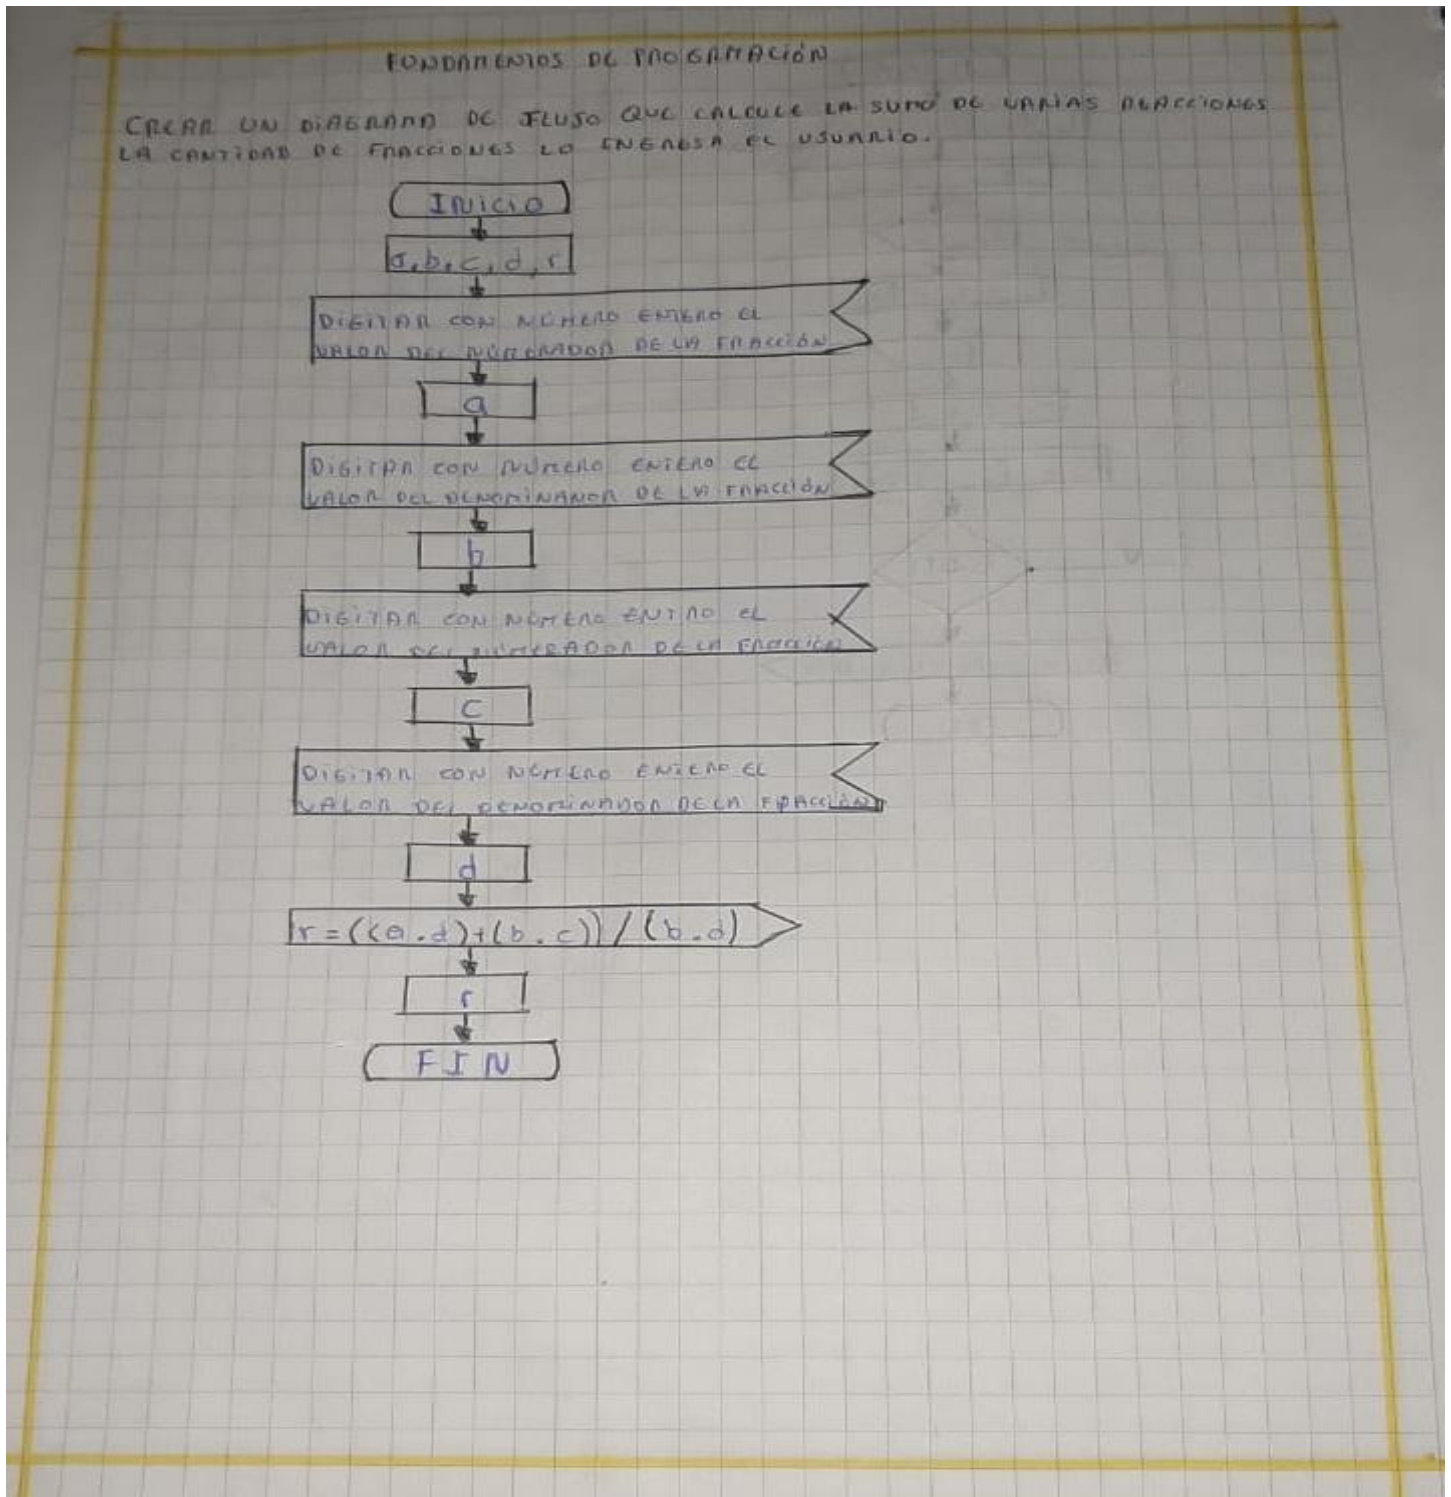 FUNDAMENTOS DE PROGRAMACIÓN
CREAR UN DIAGRAMA DE FLUJO QUE CALCULE LA SUMA DE VARIAS REACCIONES
LA CANTIDAD DE FRACCIONES LO INGRESA EL USUARIO.
INICIO
a, b, c, d, r
DIGITAR CON NÚMERO ENTERO EL
VALOR DEL NUMERADOR DE LA FRACCIÓN
a
DIGITAR CON NÚMERO ENTERO EL
VALOR DEL DENOMINANOR DE LA FRACCIÓN
b
DIGITAR CON NÚMERO ENTRO EL
VALOR DEL NUMERADOR DE LA FRACCIÓN
c
DIGITAR CON NÚMERO ENTERO EL
VALOR DEL DENOMINADOR DE LA FRACCIÓN
d
r = ((a . d) + (b . c)) / (b . d)
r
FIN